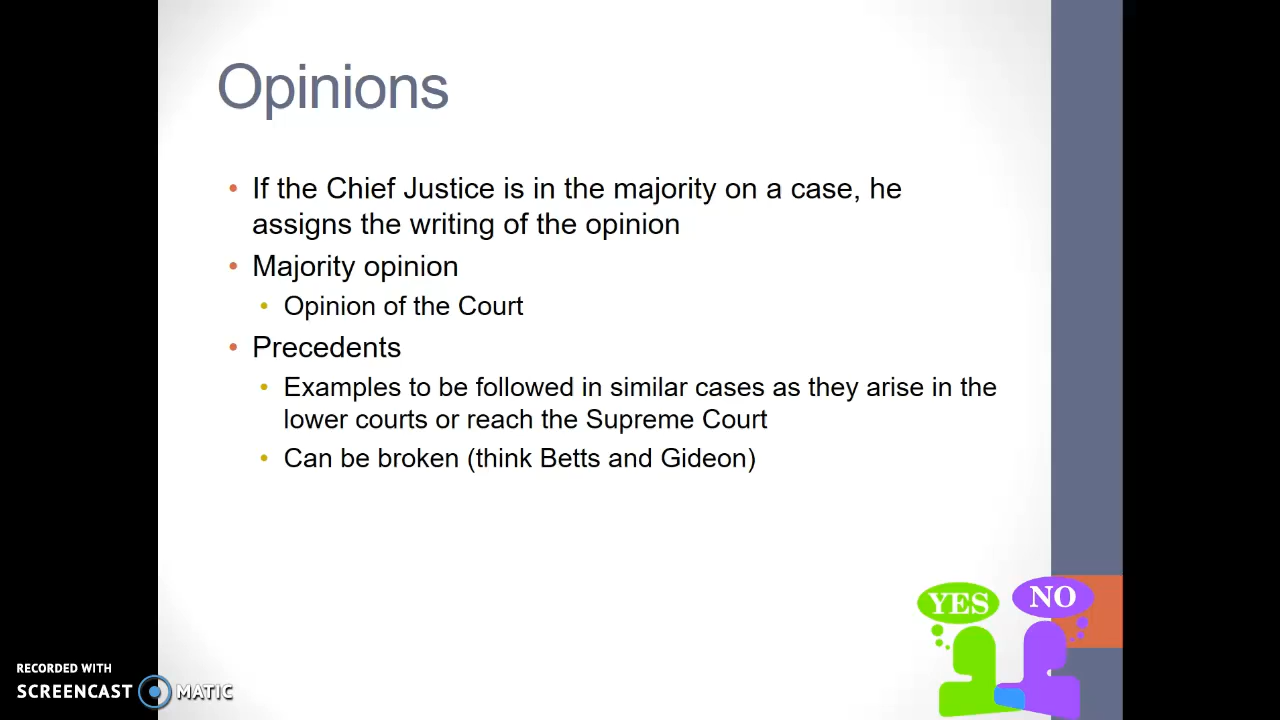 Opinions
• If the Chief Justice is in the majority on a case, he
assigns the writing of the opinion
• Majority opinion
• Opinion of the Court
• Precedents
• Examples to be followed in similar cases as they arise in the
lower courts or reach the Supreme Court
• Can be broken (think Betts and Gideon)
YES NO
RECORDED WITH
SCREENCAST MATIC